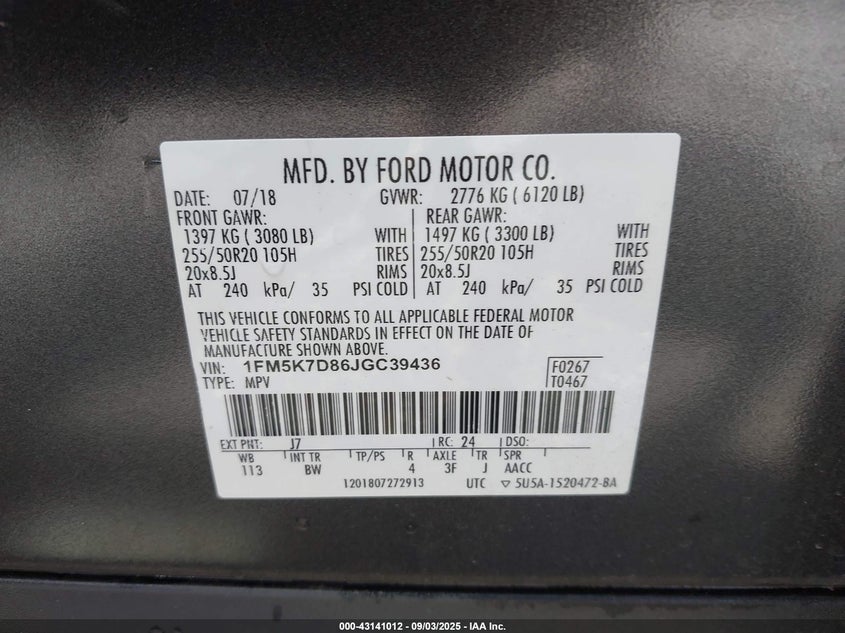 MFD. BY FORD MOTOR CO.
DATE: 07/18 GVWR: 2776 KG ( 6120 LB)
FRONT GAWR: REAR GAWR:
1397 KG ( 3080 LB) WITH 1497 KG ( 3300 LB) WITH
255/50R20 105H TIRES 255/50R20 105H TIRES
20x8.5J RIMS 20x8.5J RIMS
AT 240 kPa/ 35 PSI COLD AT 240 kPa/ 35 PSI COLD
THIS VEHICLE CONFORMS TO ALL APPLICABLE FEDERAL MOTOR
VEHICLE SAFETY STANDARDS IN EFFECT ON THE DATE OF
MANUFACTURE SHOWN ABOVE.
VIN: 1FM5K7D86JGC39436 F0267
TYPE: MPV T0467
EXT PNT: J7 RC: 24 DSO:
WB INT TR TP/PS R AXLE TR SPR
113 BW 4 3F J AACC
1201807272913 UTC ▽ 5U5A-1520472-BA
000-43141012 - 09/03/2025 - IAA Inc.